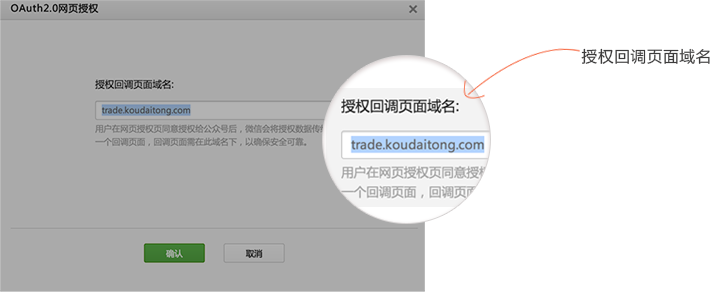 OAuth2.0网页授权
授权回调页面域名:
trade.koudaitong.com
用户在网页授权页同意授权给公众号后，微信会将授权数据传
一个回调页面，回调页面需在此域名下，以确保安全可靠。
确认
取消
授权回调页面域名:
trade.koudaitong.com
用户在网页授权页同意授
一个回调页面，回调页面
授权回调页面域名